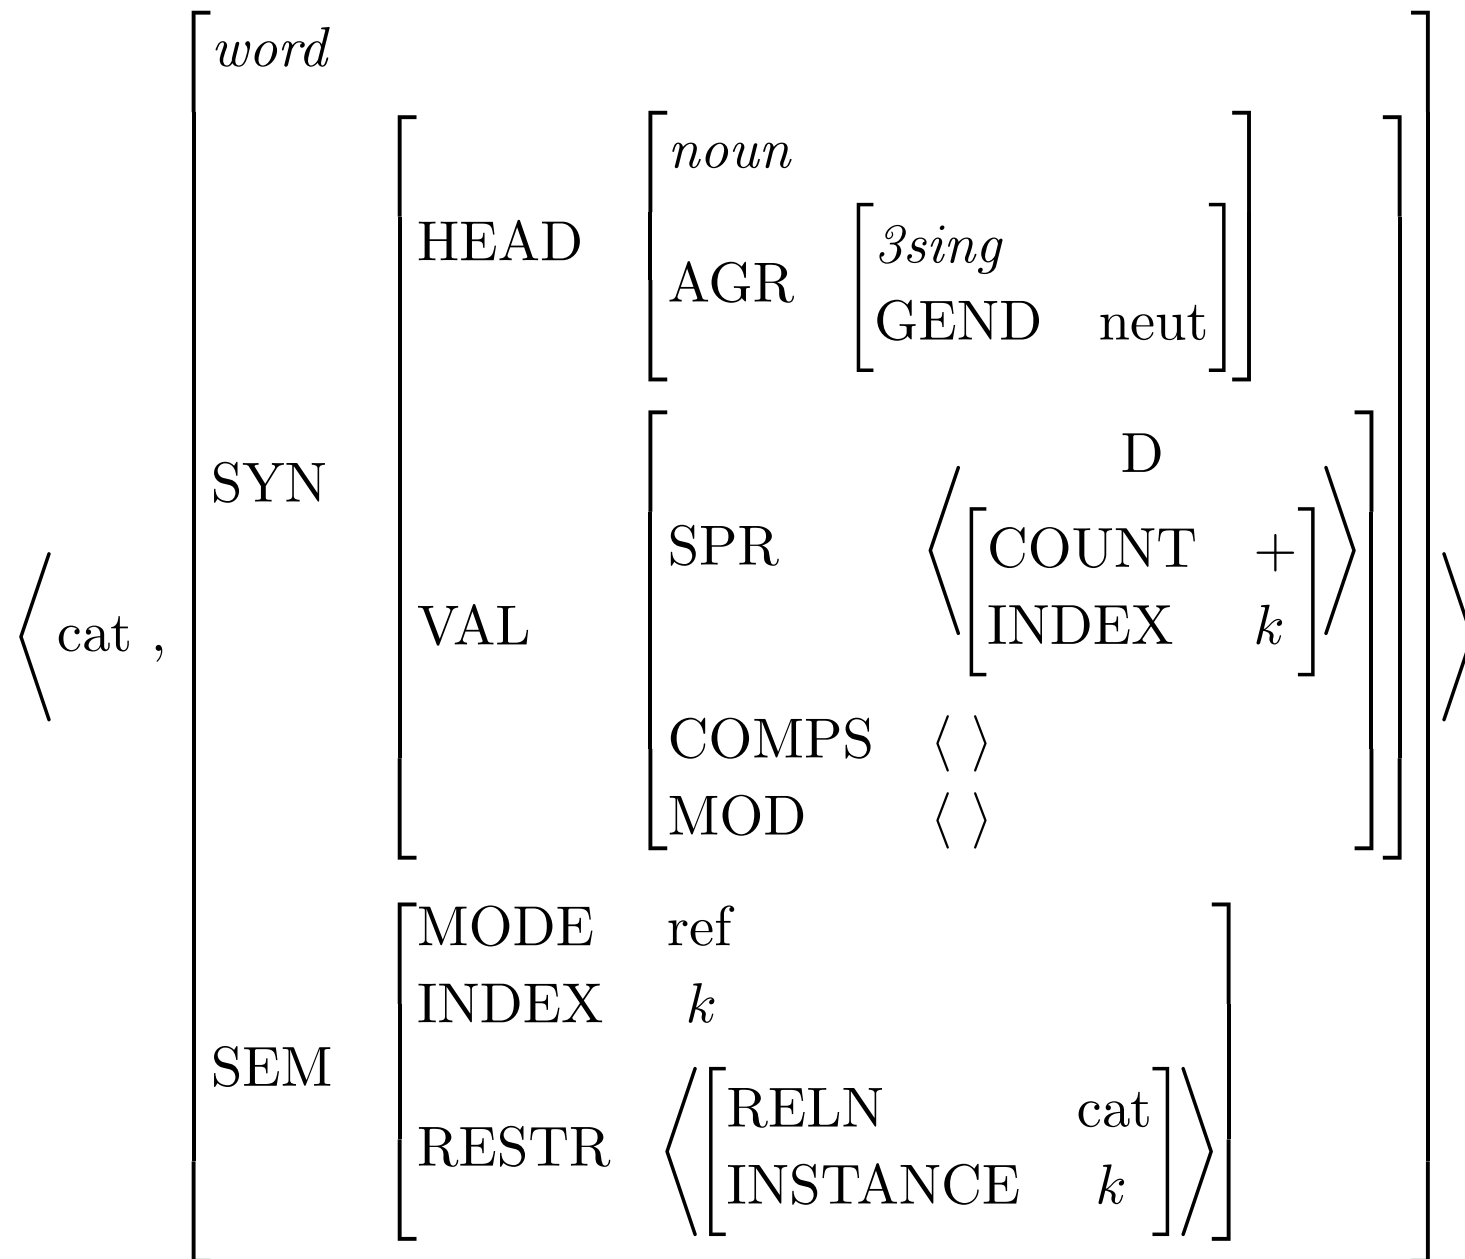 word
noun
HEAD
3sing
AGR
GEND neut
SYN
D
SPR
COUNT +
⟨ cat ,
VAL
INDEX k
COMPS ⟨ ⟩
MOD ⟨ ⟩
MODE ref
INDEX k
SEM
RELN cat
RESTR
INSTANCE k